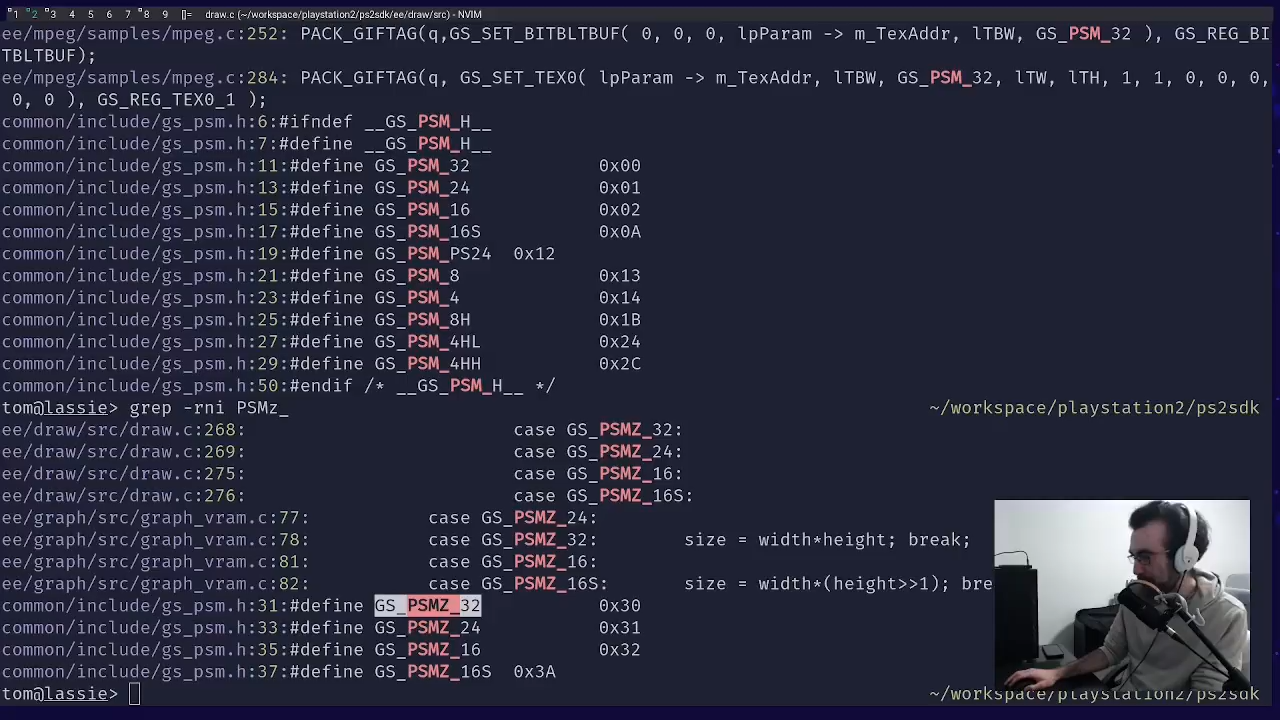 1 2 3 4 5 6 7 8 9 []= draw.c (~/workspace/playstation2/ps2sdk/ee/draw/src) - NVIM
ee/mpeg/samples/mpeg.c:252: PACK_GIFTAG(q,GS_SET_BITBLTBUF( 0, 0, 0, lpParam -> m_TexAddr, lTBW, GS_PSM_32 ), GS_REG_BI
TBLTBUF);
ee/mpeg/samples/mpeg.c:284: PACK_GIFTAG(q, GS_SET_TEX0( lpParam -> m_TexAddr, lTBW, GS_PSM_32, lTW, lTH, 1, 1, 0, 0, 0,
0, 0 ), GS_REG_TEX0_1 );
common/include/gs_psm.h:6:#ifndef __GS_PSM_H__
common/include/gs_psm.h:7:#define __GS_PSM_H__
common/include/gs_psm.h:11:#define GS_PSM_32 0x00
common/include/gs_psm.h:13:#define GS_PSM_24 0x01
common/include/gs_psm.h:15:#define GS_PSM_16 0x02
common/include/gs_psm.h:17:#define GS_PSM_16S 0x0A
common/include/gs_psm.h:19:#define GS_PSM_PS24 0x12
common/include/gs_psm.h:21:#define GS_PSM_8 0x13
common/include/gs_psm.h:23:#define GS_PSM_4 0x14
common/include/gs_psm.h:25:#define GS_PSM_8H 0x1B
common/include/gs_psm.h:27:#define GS_PSM_4HL 0x24
common/include/gs_psm.h:29:#define GS_PSM_4HH 0x2C
common/include/gs_psm.h:50:#endif /* __GS_PSM_H__ */
tom@lassie> grep -rni PSMz_ ~/workspace/playstation2/ps2sdk
ee/draw/src/draw.c:268: case GS_PSMZ_32:
ee/draw/src/draw.c:269: case GS_PSMZ_24:
ee/draw/src/draw.c:275: case GS_PSMZ_16:
ee/draw/src/draw.c:276: case GS_PSMZ_16S:
ee/graph/src/graph_vram.c:77: case GS_PSMZ_24:
ee/graph/src/graph_vram.c:78: case GS_PSMZ_32: size = width*height; break;
ee/graph/src/graph_vram.c:81: case GS_PSMZ_16:
ee/graph/src/graph_vram.c:82: case GS_PSMZ_16S: size = width*(height>>1); bre
common/include/gs_psm.h:31:#define GS_PSMZ_32 0x30
common/include/gs_psm.h:33:#define GS_PSMZ_24 0x31
common/include/gs_psm.h:35:#define GS_PSMZ_16 0x32
common/include/gs_psm.h:37:#define GS_PSMZ_16S 0x3A
tom@lassie> ~/workspace/playstation2/ps2sdk